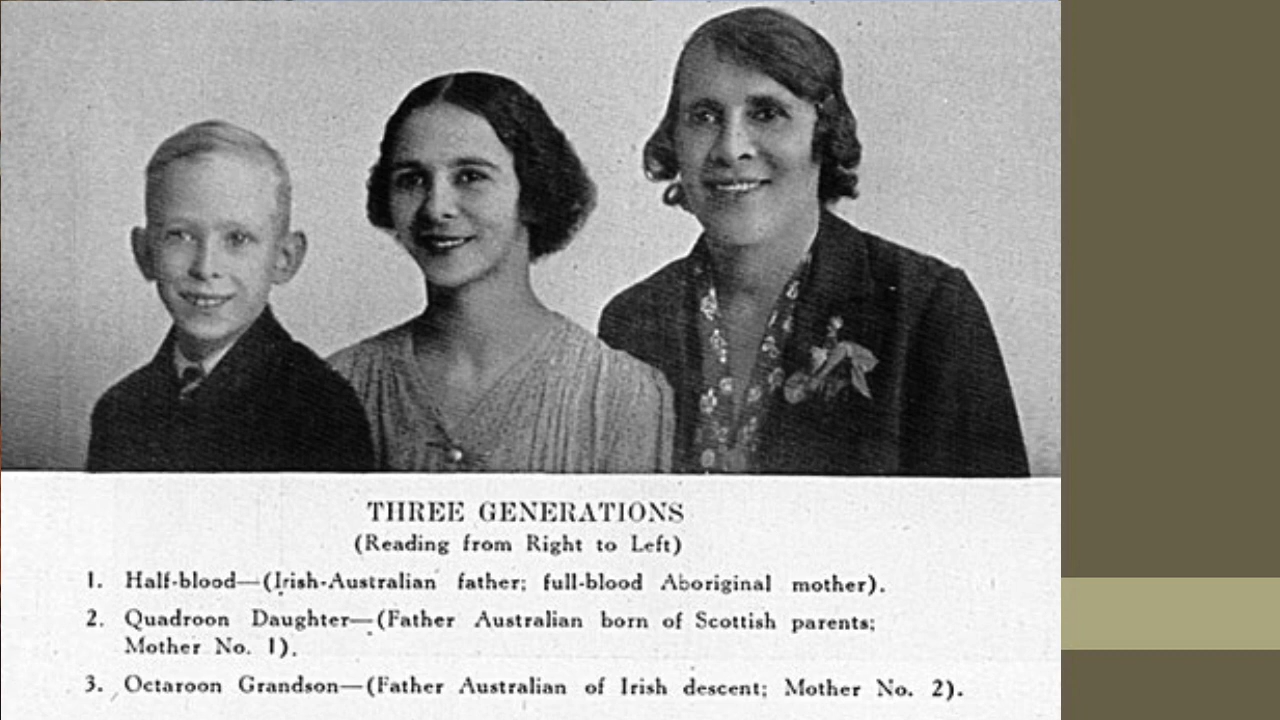 THREE GENERATIONS
(Reading from Right to Left)
1. Half-blood—(Irish-Australian father; full-blood Aboriginal mother).
2. Quadroon Daughter—(Father Australian born of Scottish parents;
Mother No. 1).
3. Octaroon Grandson—(Father Australian of Irish descent; Mother No. 2).